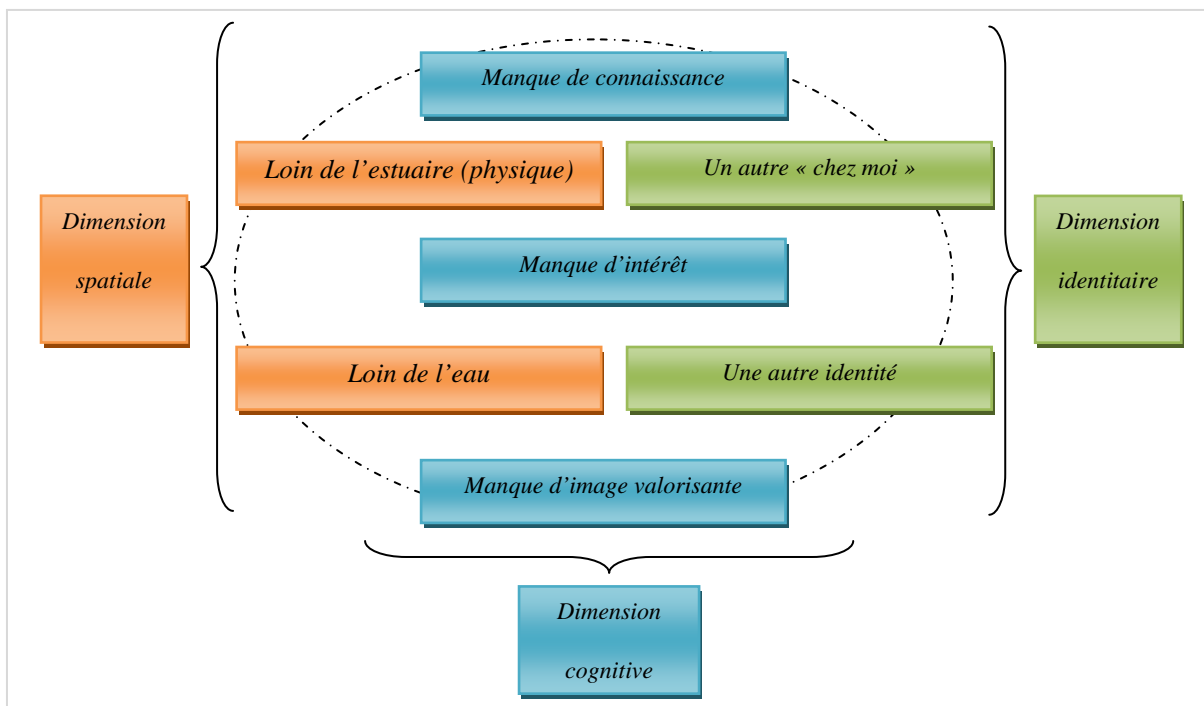 Manque de connaissance
Loin de l'estuaire (physique)
Un autre « chez moi »
Dimension
spatiale
Manque d'intérêt
Dimension
identitaire
Loin de l'eau
Une autre identité
Manque d'image valorisante
Dimension
cognitive